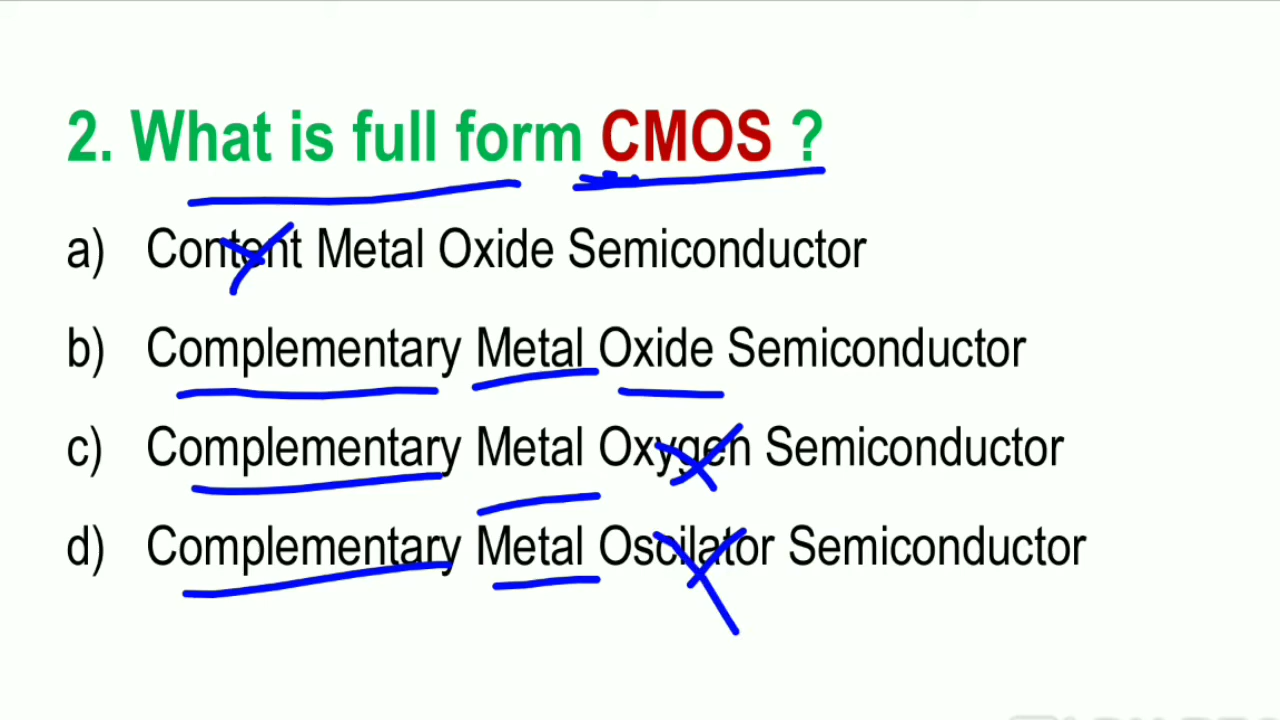 2. What is full form CMOS ?
a) Content Metal Oxide Semiconductor
b) Complementary Metal Oxide Semiconductor
c) Complementary Metal Oxygen Semiconductor
d) Complementary Metal Oscilator Semiconductor